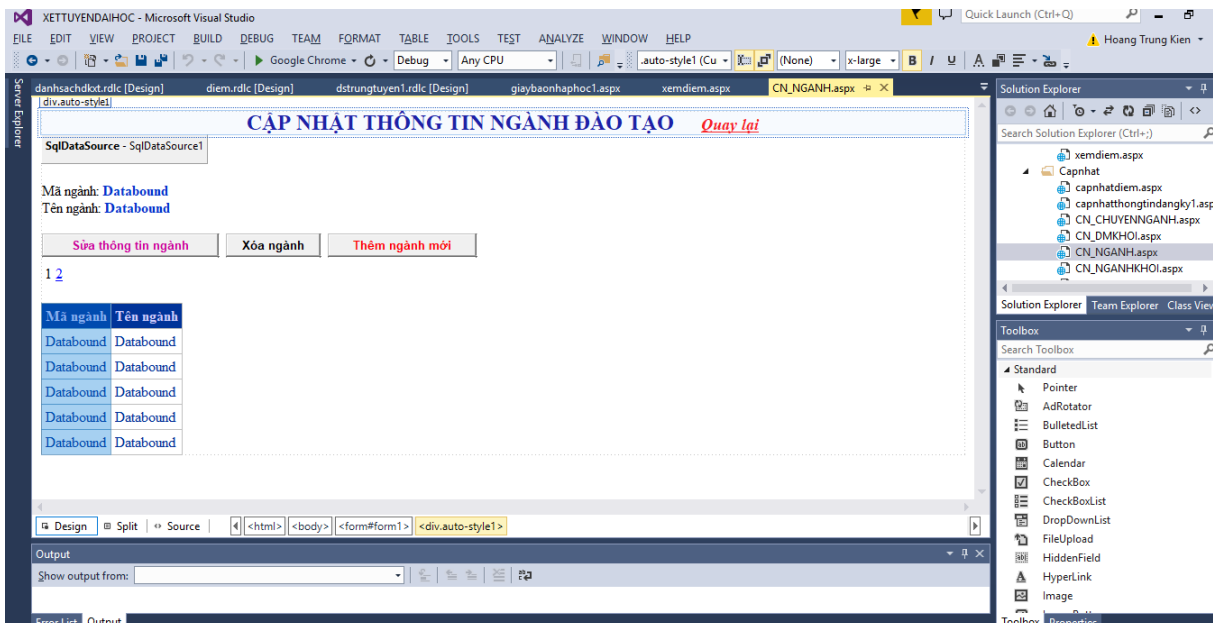 XETTUYENDAIHOC - Microsoft Visual Studio
Quick Launch (Ctrl+Q)
FILE EDIT VIEW PROJECT BUILD DEBUG TEAM FORMAT TABLE TOOLS TEST ANALYZE WINDOW HELP
Hoang Trung Kien
Google Chrome Debug Any CPU .auto-style1 (Cu (None) x-large B I U A
Server Explorer
danhsachdkxt.rdlc [Design] diem.rdlc [Design] dstrungtuyen1.rdlc [Design] giaybaonhaphoc1.aspx xemdiem.aspx CN_NGANH.aspx
div.auto-style1
CẬP NHẬT THÔNG TIN NGÀNH ĐÀO TẠO Quay lại
SqlDataSource - SqlDataSource1
Mã ngành: Databound
Tên ngành: Databound
Sửa thông tin ngành Xóa ngành Thêm ngành mới
1 2
Mã ngành Tên ngành
Databound Databound
Databound Databound
Databound Databound
Databound Databound
Databound Databound
Design Split Source <html> <body> <form#form1> <div.auto-style1>
Output
Show output from:
Error List Output
Solution Explorer
Search Solution Explorer (Ctrl+;)
xemdiem.aspx
Capnhat
capnhatdiem.aspx
capnhatthongtindangky1.asp
CN_CHUYENNGANH.aspx
CN_DMKHOI.aspx
CN_NGANH.aspx
CN_NGANHKHOI.aspx
Solution Explorer Team Explorer Class View
Toolbox
Search Toolbox
Standard
Pointer
AdRotator
BulletedList
Button
Calendar
CheckBox
CheckBoxList
DropDownList
FileUpload
HiddenField
HyperLink
Image
Toolbox Properties